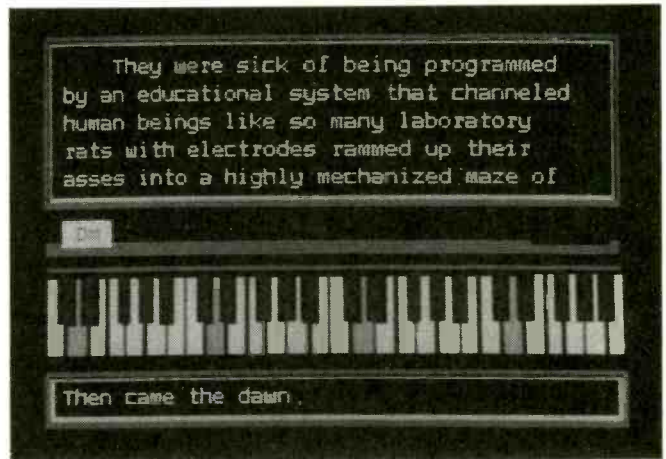 They were sick of being programmed
by an educational system that channeled
human beings like so many laboratory
rats with electrodes rammed up their
asses into a highly mechanized maze of
Dm
Then came the dawn.